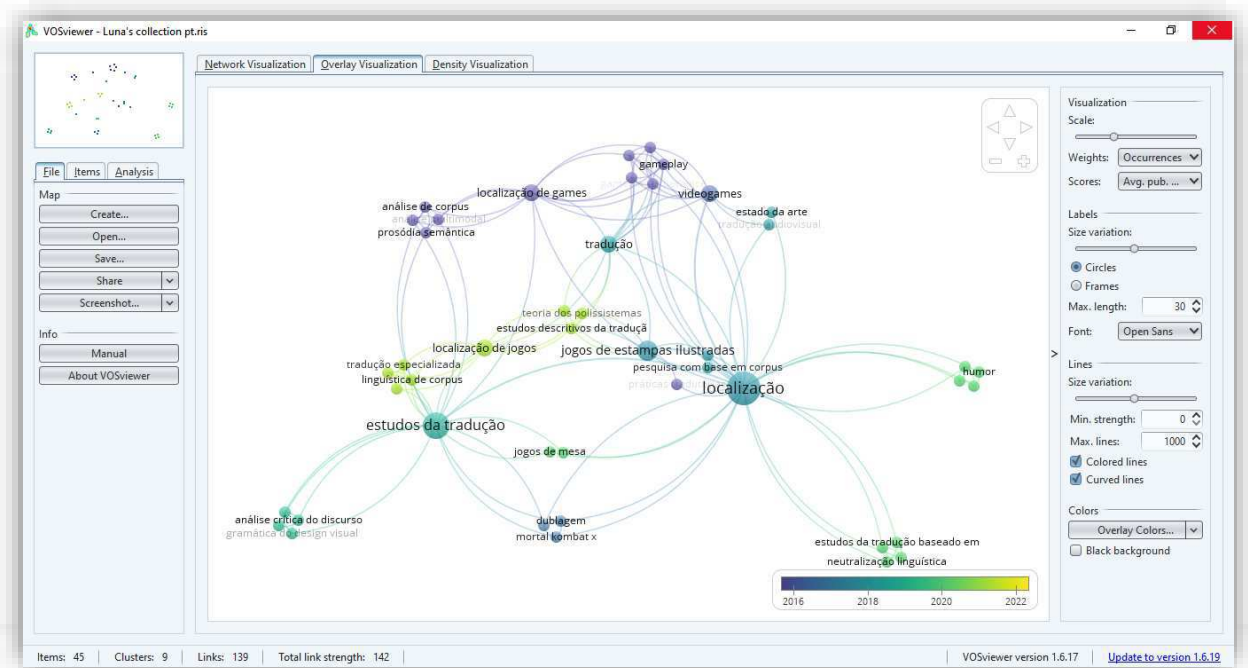 VOSviewer - Luna's collection pt.ris
Network Visualization Overlay Visualization Density Visualization
File Items Analysis
Map
Create...
Open...
Save...
Share
Screenshot...
Info
Manual
About VOSviewer
gameplay
localização de games
videogames
análise de corpus
prosódia semântica
estado da arte
tradução audiovisual
tradução
teoria dos polissistemas
estudos descritivos da traduçã
localização de jogos
jogos de estampas ilustradas
tradução especializada
pesquisa com base em corpus
linguística de corpus
localização
humor
estudos da tradução
jogos de mesa
análise crítica do discurso
gramática do design visual
dublagem
mortal kombat x
estudos da tradução baseado em
neutralização linguística
2016 2018 2020 2022
Visualization
Scale:
Weights: Occurrences
Scores: Avg. pub. ...
Labels
Size variation:
Circles
Frames
Max. length: 30
Font: Open Sans
Lines
Size variation:
Min. strength: 0
Max. lines: 1000
Colored lines
Curved lines
Colors
Overlay Colors...
Black background
Items: 45 Clusters: 9 Links: 139 Total link strength: 142 VOSviewer version 1.6.17 Update to version 1.6.19